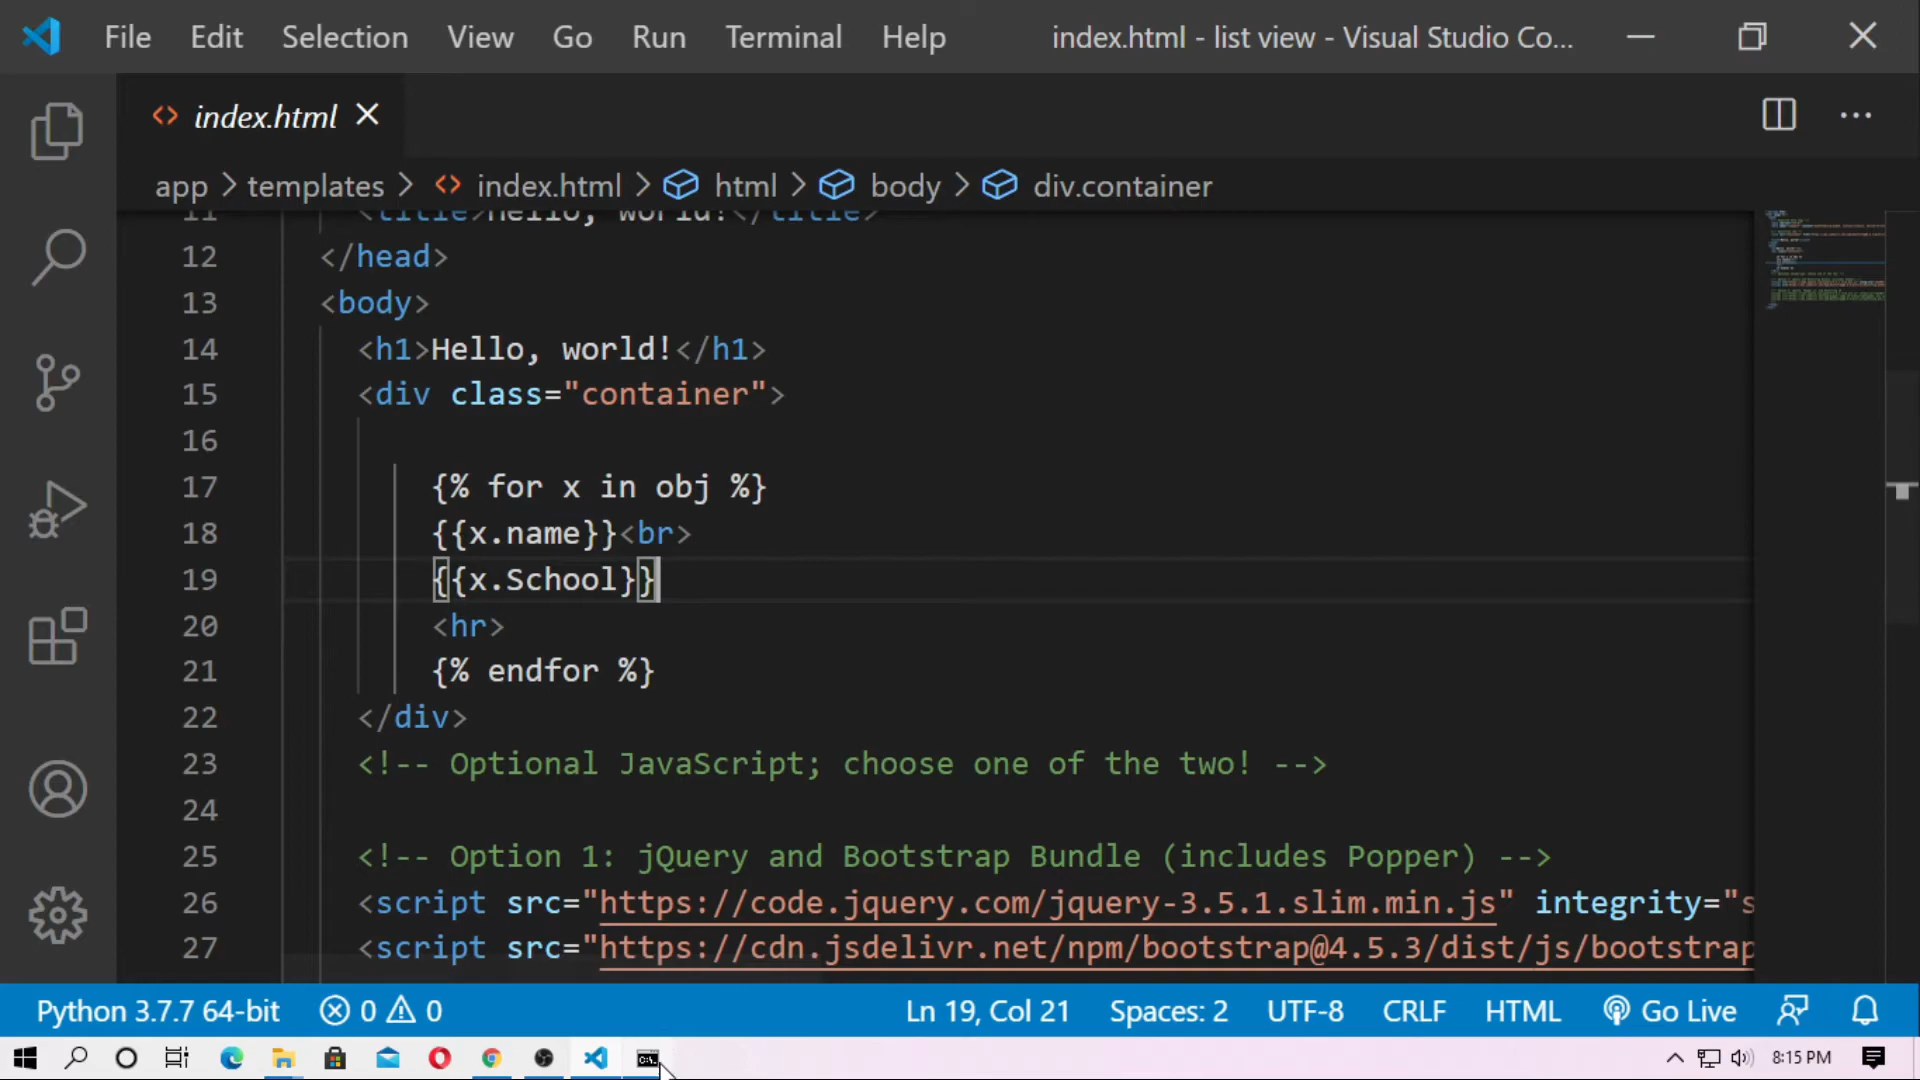 File Edit Selection View Go Run Terminal Help index.html - list view - Visual Studio Co...
index.html
app > templates > index.html > html > body > div.container
11 <title>Hello, world!</title>
12 </head>
13 <body>
14 <h1>Hello, world!</h1>
15 <div class="container">
16
17 {% for x in obj %}
18 {{x.name}}<br>
19 {{x.School}}
20 <hr>
21 {% endfor %}
22 </div>
23 <!-- Optional JavaScript; choose one of the two! -->
24
25 <!-- Option 1: jQuery and Bootstrap Bundle (includes Popper) -->
26 <script src="https://code.jquery.com/jquery-3.5.1.slim.min.js" integrity="s
27 <script src="https://cdn.jsdelivr.net/npm/bootstrap@4.5.3/dist/js/bootstrap
Python 3.7.7 64-bit 0 0 Ln 19, Col 21 Spaces: 2 UTF-8 CRLF HTML Go Live
8:15 PM